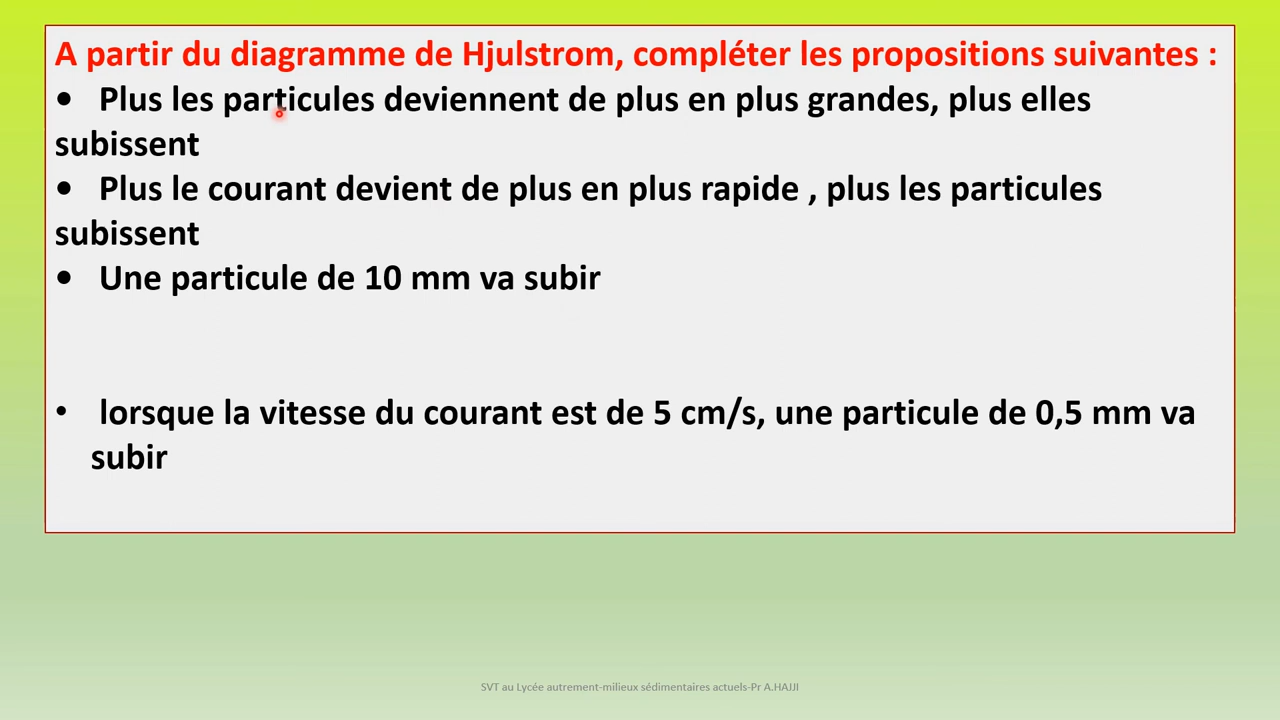 A partir du diagramme de Hjulstrom, compléter les propositions suivantes :
• Plus les particules deviennent de plus en plus grandes, plus elles
subissent
• Plus le courant devient de plus en plus rapide , plus les particules
subissent
• Une particule de 10 mm va subir
• lorsque la vitesse du courant est de 5 cm/s, une particule de 0,5 mm va
subir
SVT au Lycée autrement-milieux sédimentaires actuels-Pr A.HAJJI